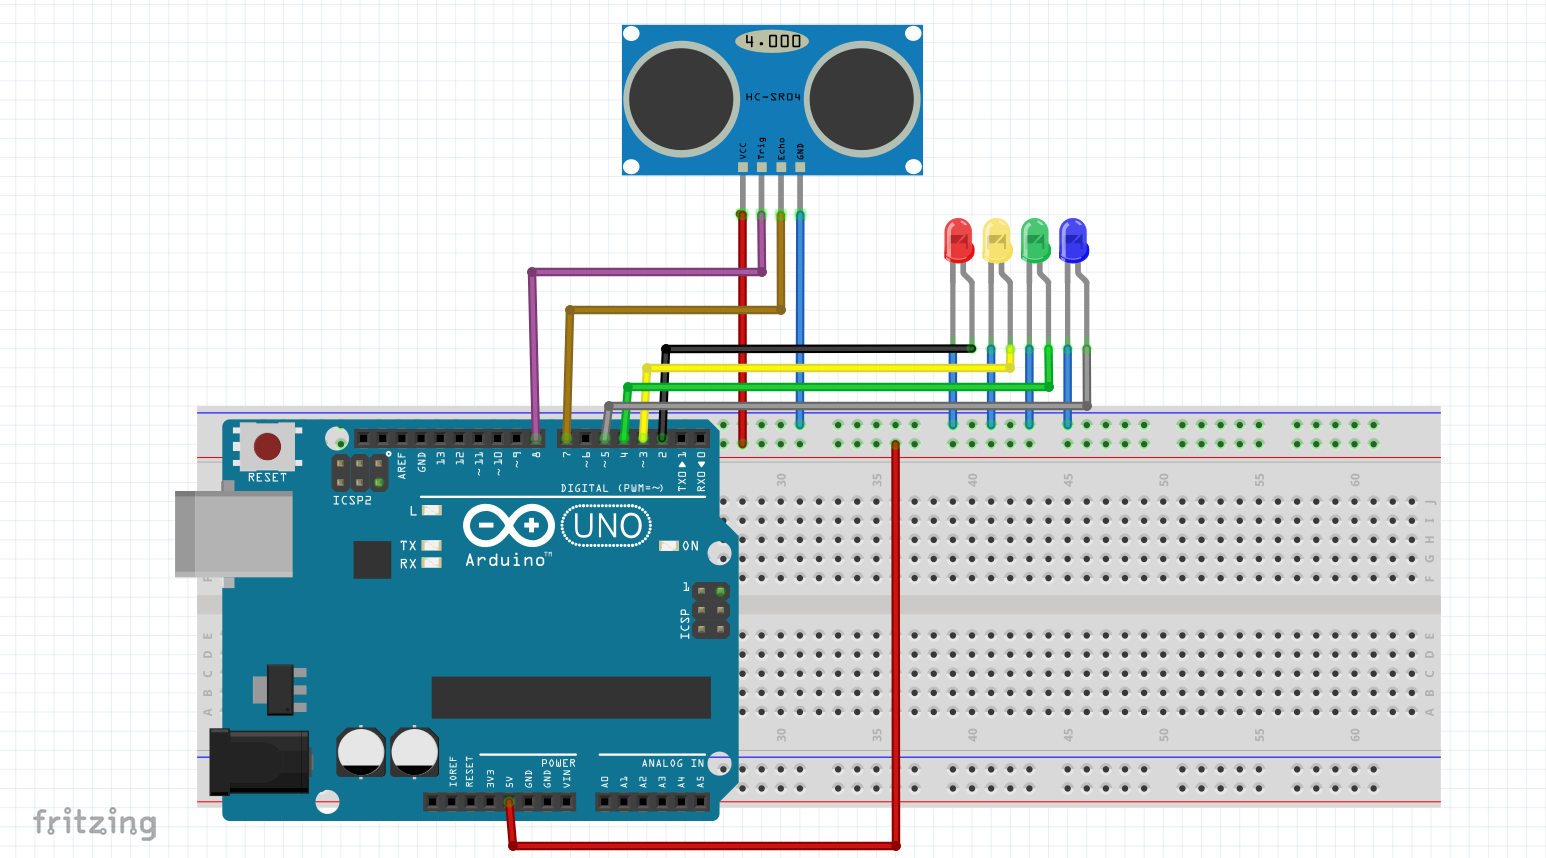 4.000
HC-SR04
VCC
Trig
Echo
GND
RESET
ICSP2
AREF
GND
13
12
~11
~10
~9
8
7
~6
~5
4
~3
2
TX0▶1
RX0◀0
DIGITAL (PWM=~)
L
TX
RX
Arduino™
UNO
ON
1
ICSP
30
35
40
45
50
55
60
J
I
H
G
F
F
E
D
C
B
A
E
D
C
B
A
30
35
40
45
50
55
60
POWER
ANALOG IN
IOREF
RESET
3V3
5V
GND
GND
VIN
A0
A1
A2
A3
A4
A5
fritzing